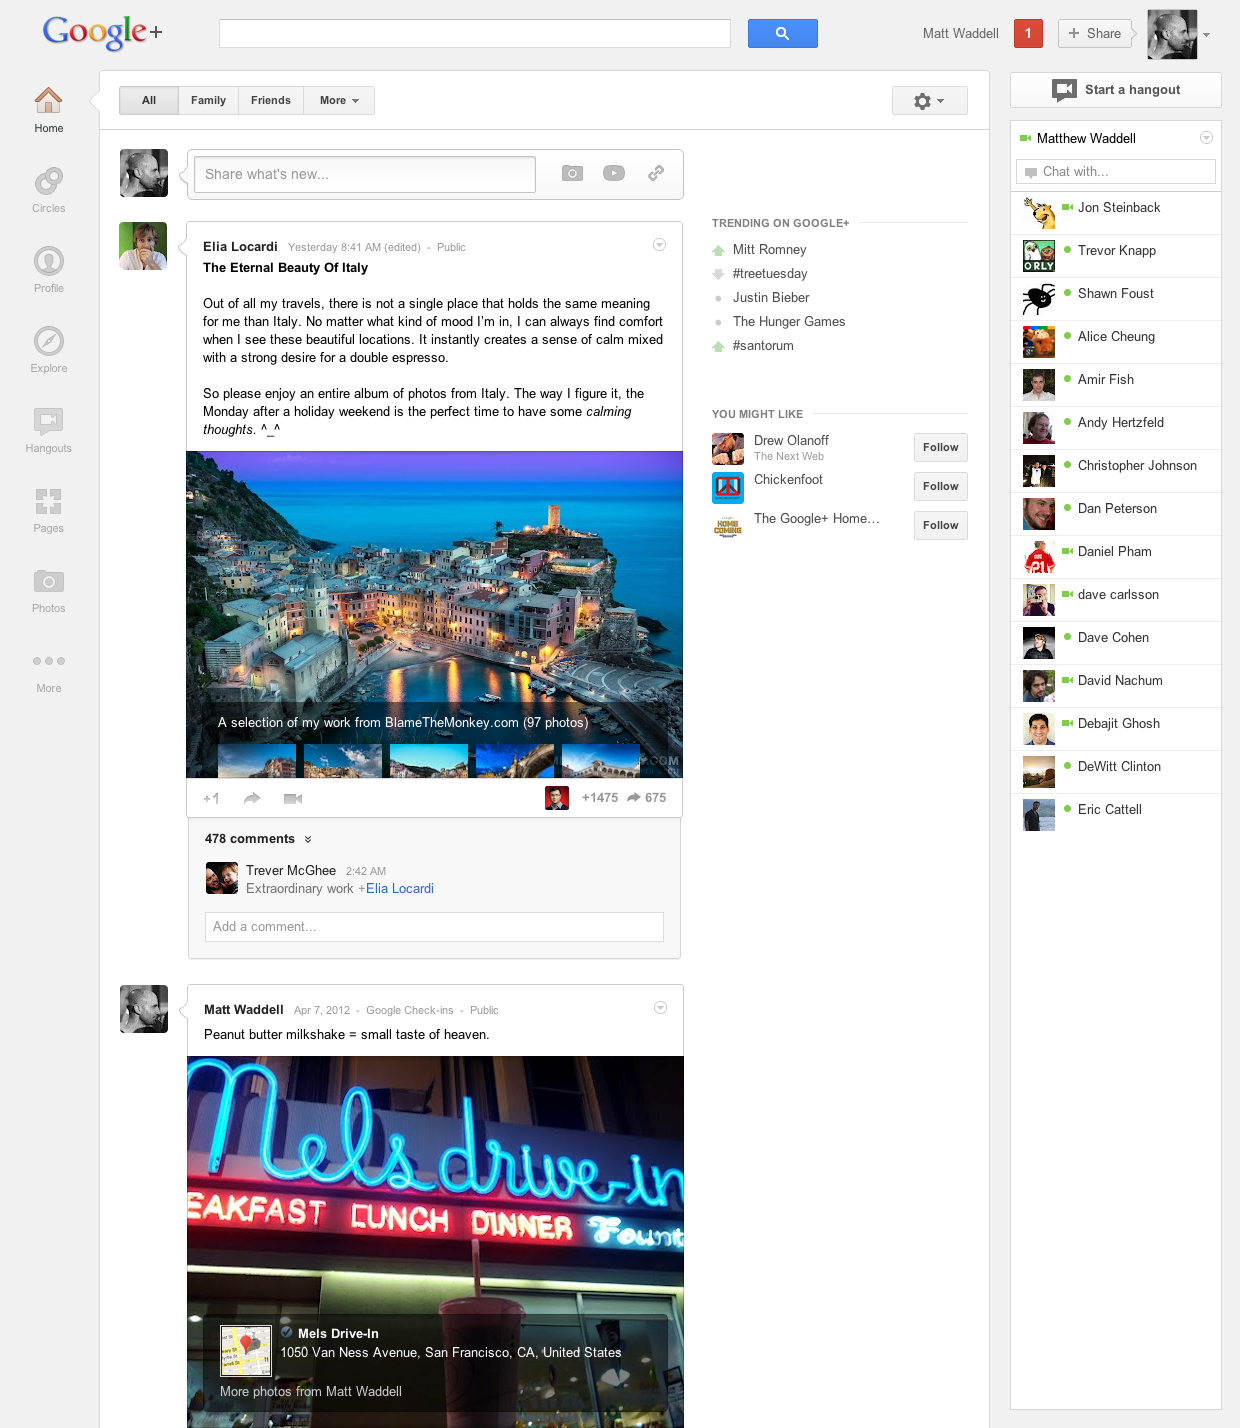 Google+
Matt Waddell
1
+ Share
Home
Circles
Profile
Explore
Hangouts
Pages
Photos
More
All
Family
Friends
More
Share what's new...
Elia Locardi Yesterday 8:41 AM (edited) - Public
The Eternal Beauty Of Italy
Out of all my travels, there is not a single place that holds the same meaning
for me than Italy. No matter what kind of mood I'm in, I can always find comfort
when I see these beautiful locations. It instantly creates a sense of calm mixed
with a strong desire for a double espresso.
So please enjoy an entire album of photos from Italy. The way I figure it, the
Monday after a holiday weekend is the perfect time to have some calming
thoughts. ^_^
A selection of my work from BlameTheMonkey.com (97 photos)
.COM
+1
+1475
675
478 comments
Trever McGhee 2:42 AM
Extraordinary work +Elia Locardi
Add a comment...
Matt Waddell Apr 7, 2012 - Google Check-ins - Public
Peanut butter milkshake = small taste of heaven.
Mels drive-in
EAKFAST LUNCH DINNER Fount
Mels Drive-In
1050 Van Ness Avenue, San Francisco, CA, United States
More photos from Matt Waddell
TRENDING ON GOOGLE+
Mitt Romney
#treetuesday
Justin Bieber
The Hunger Games
#santorum
YOU MIGHT LIKE
Drew Olanoff
The Next Web
Follow
Chickenfoot
Follow
HOME
COMING
The Google+ Home…
Follow
Start a hangout
Matthew Waddell
Chat with...
Jon Steinback
ORLY
Trevor Knapp
Shawn Foust
Alice Cheung
Amir Fish
Andy Hertzfeld
Christopher Johnson
Dan Peterson
21
Daniel Pham
dave carlsson
Dave Cohen
David Nachum
Debajit Ghosh
DeWitt Clinton
Eric Cattell